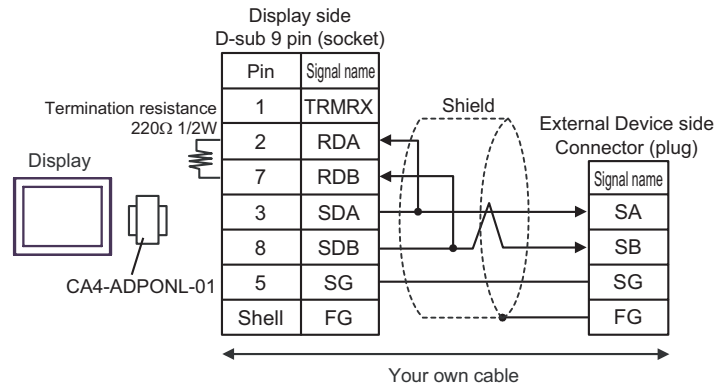 Display side
D-sub 9 pin (socket)
Pin Signal name
1 TRMRX
Termination resistance
220Ω 1/2W
2 RDA
7 RDB
3 SDA
8 SDB
5 SG
Shell FG
Display
CA4-ADPONL-01
Shield
External Device side
Connector (plug)
Signal name
SA
SB
SG
FG
Your own cable